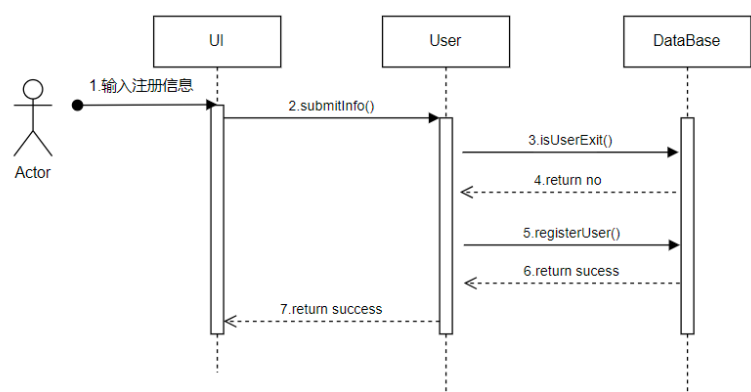 UI
User
DataBase
1.输入注册信息
Actor
2.submitInfo()
3.isUserExit()
4.return no
5.registerUser()
6.return sucess
7.return success